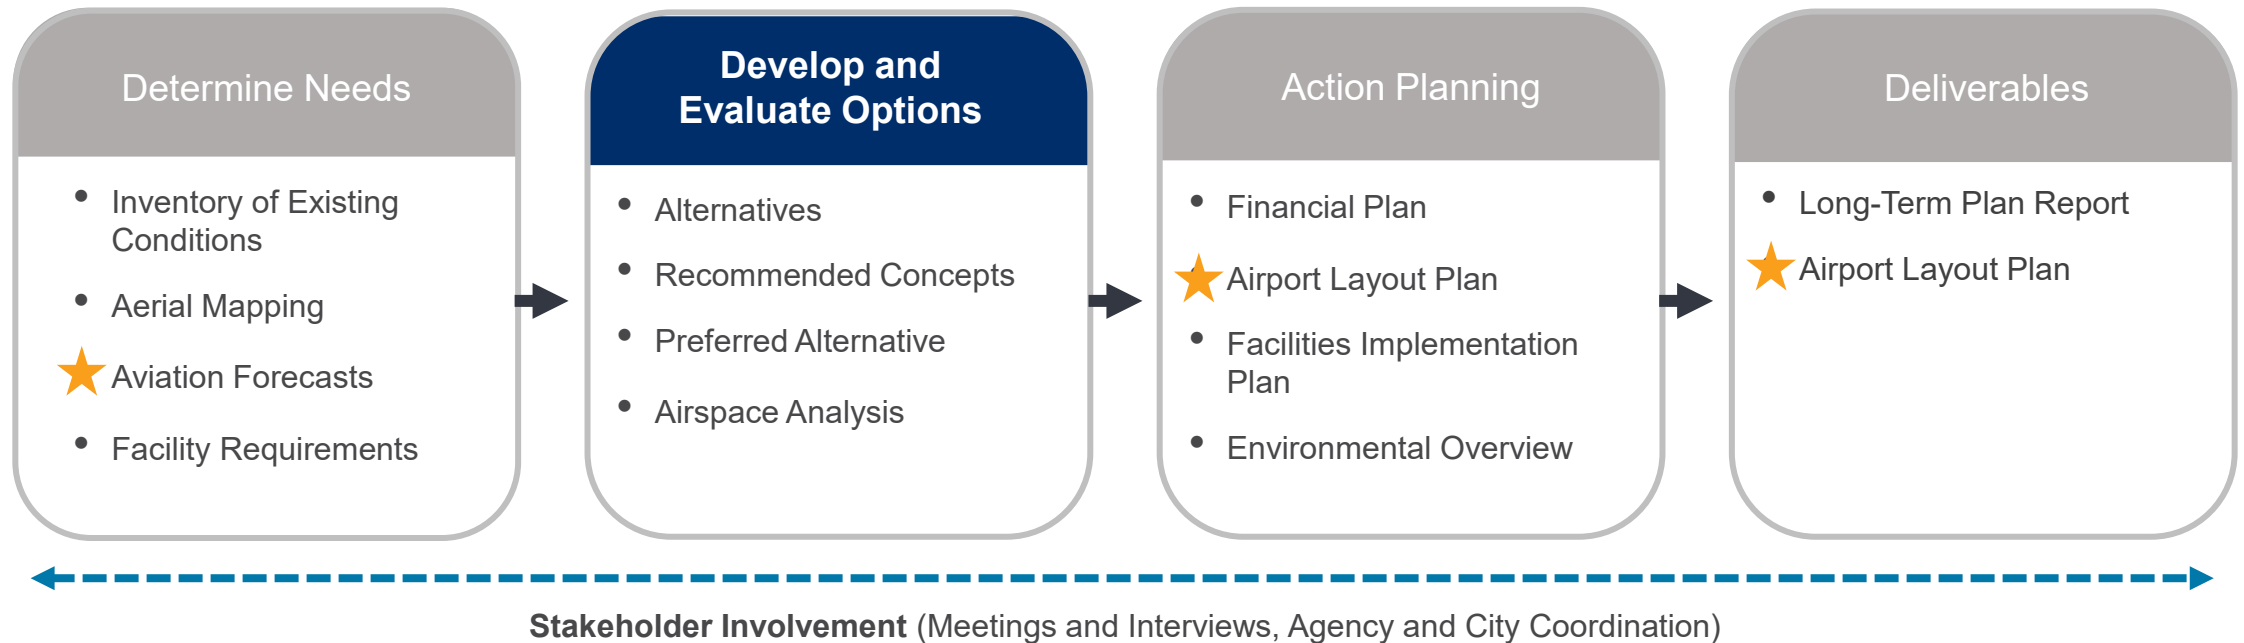 Determine Needs
• Inventory of Existing
Conditions
• Aerial Mapping
Aviation Forecasts
• Facility Requirements
Develop and
Evaluate Options
• Alternatives
• Recommended Concepts
• Preferred Alternative
• Airspace Analysis
Action Planning
• Financial Plan
Airport Layout Plan
• Facilities Implementation
Plan
• Environmental Overview
Deliverables
• Long-Term Plan Report
Airport Layout Plan
Stakeholder Involvement (Meetings and Interviews, Agency and City Coordination)